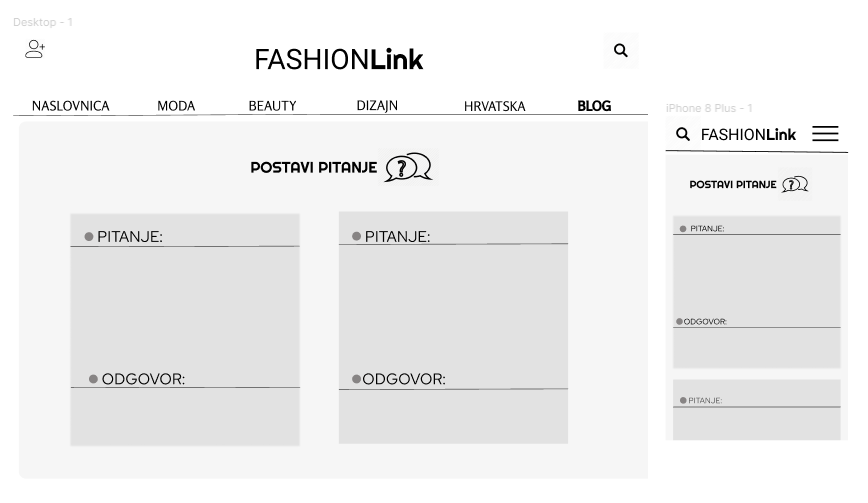 Desktop - 1
FASHIONLink
NASLOVNICA MODA BEAUTY DIZAJN HRVATSKA BLOG
POSTAVI PITANJE ?
PITANJE: PITANJE:
ODGOVOR: ODGOVOR:
iPhone 8 Plus - 1
FASHIONLink
POSTAVI PITANJE ?
PITANJE:
ODGOVOR:
PITANJE: